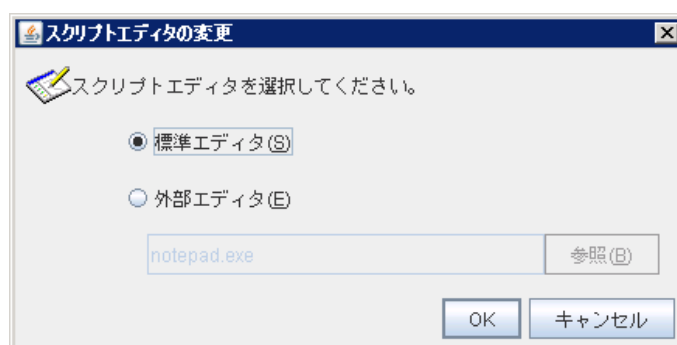 スクリプトエディタの変更
スクリプトエディタを選択してください。
標準エディタ(S)
外部エディタ(E)
notepad.exe 参照(B)
OK キャンセル